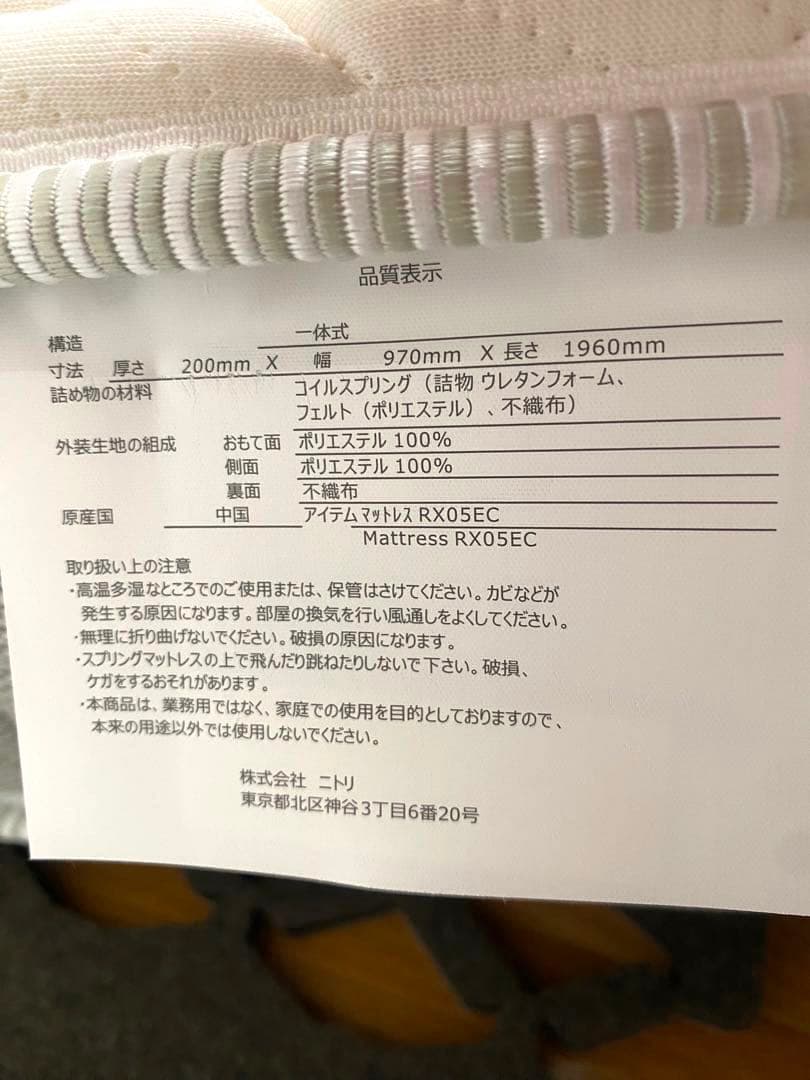 品質表示
構造 一体式
寸法 厚さ 200mm X 幅 970mm X 長さ 1960mm
詰め物の材料 コイルスプリング（詰物 ウレタンフォーム、
フェルト（ポリエステル）、不織布）
外装生地の組成 おもて面 ポリエステル 100%
側面 ポリエステル 100%
裏面 不織布
原産国 中国 アイテム ﾏｯﾄﾚｽ RX05EC
Mattress RX05EC
取り扱い上の注意
・高温多湿なところでのご使用または、保管はさけてください。カビなどが
発生する原因になります。部屋の換気を行い風通しをよくしてください。
・無理に折り曲げないでください。破損の原因になります。
・スプリングマットレスの上で飛んだり跳ねたりしないで下さい。破損、
ケガをするおそれがあります。
・本商品は、業務用ではなく、家庭での使用を目的としておりますので、
本来の用途以外では使用しないでください。
株式会社 ニトリ
東京都北区神谷3丁目6番20号